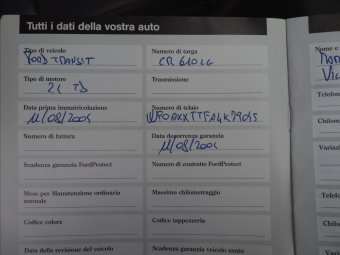 Tutti i dati della vostra auto
Tipo di veicolo
FORD TRANSIT
Numero di targa
CR 610 LG
Tipo di motore
Trasmissione
Data prima immatricolazione
11/08/2004
Numero di telaio
Numero di fattura
Data decorrenza garanzia
11/08/2004
Scadenza garanzia FordProtect
Numero di contratto FordProtect
Mese per Manutenzione ordinaria
annuale
Massimo chilometraggio
Codice colore
Codice tappezzeria
Data della revisione del veicolo
Scadenza garanzia veicolo usato
Nome e